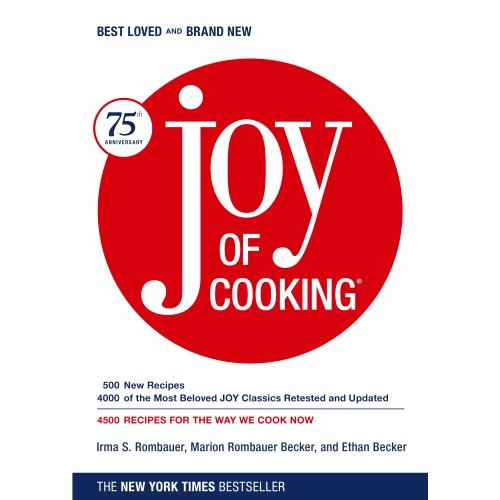 BEST LOVED AND BRAND NEW
75th
ANNIVERSARY
joy
OF
COOKING®
500 New Recipes
4000 of the Most Beloved JOY Classics Retested and Updated
4500 RECIPES FOR THE WAY WE COOK NOW
Irma S. Rombauer, Marion Rombauer Becker, and Ethan Becker
THE NEW YORK TIMES BESTSELLER